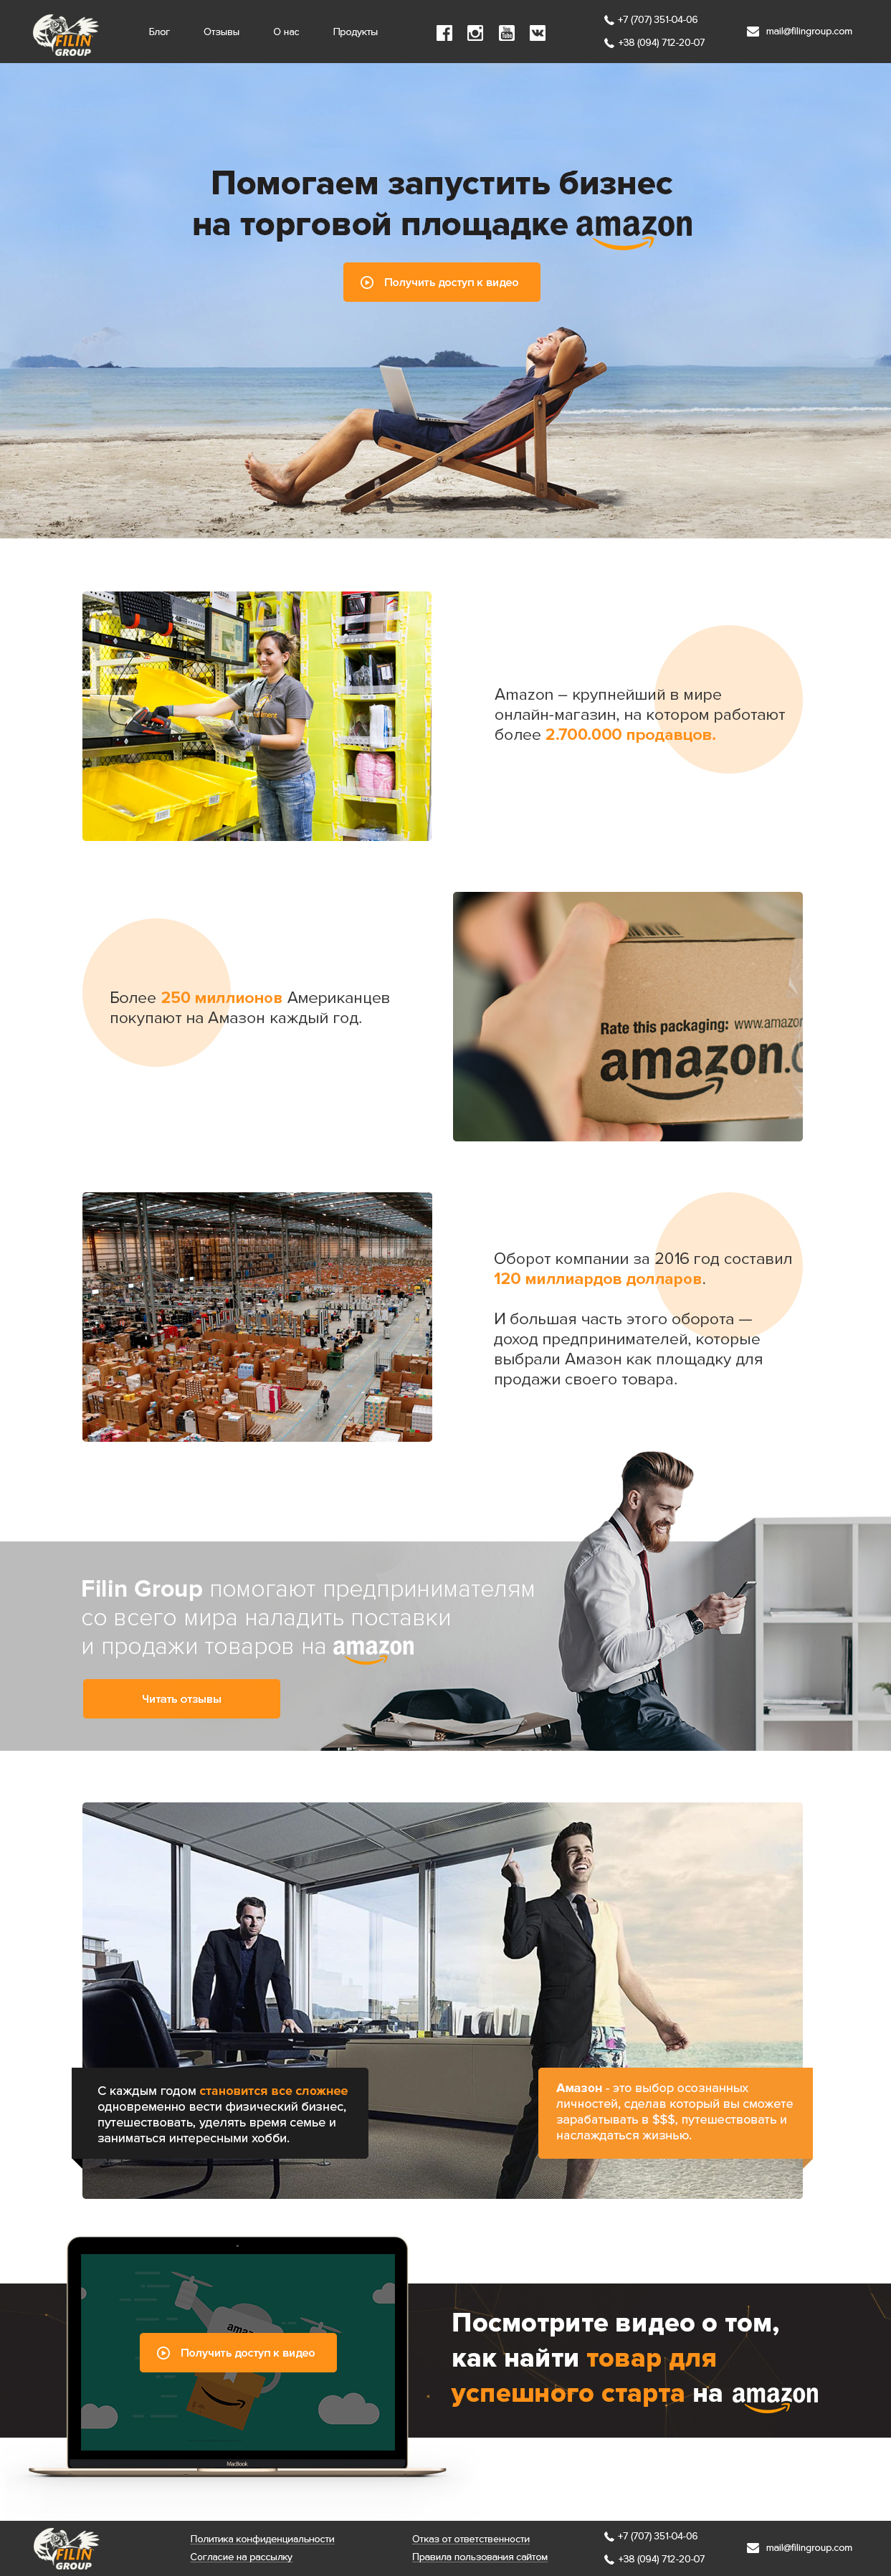 FILIN
GROUP
Блог Отзывы О нас Продукты
You
Tube
+7 (707) 351-04-06
+38 (094) 712-20-07
mail@filingroup.com
Помогаем запустить бизнес
на торговой площадке amazon
Получить доступ к видео
Amazon – крупнейший в мире
онлайн-магазин, на котором работают
более 2.700.000 продавцов.
Более 250 миллионов Американцев
покупают на Амазон каждый год.
Rate this packaging: www.amazon
amazon.c
Оборот компании за 2016 год составил
120 миллиардов долларов.
И большая часть этого оборота —
доход предпринимателей, которые
выбрали Амазон как площадку для
продажи своего товара.
Filin Group помогают предпринимателям
со всего мира наладить поставки
и продажи товаров на amazon
Читать отзывы
С каждым годом становится все сложнее
одновременно вести физический бизнес,
путешествовать, уделять время семье и
заниматься интересными хобби.
Амазон - это выбор осознанных
личностей, сделав который вы сможете
зарабатывать в $$$, путешествовать и
наслаждаться жизнью.
Получить доступ к видео
MacBook
Посмотрите видео о том,
как найти товар для
успешного старта на amazon
FILIN
GROUP
Политика конфиденциальности
Согласие на рассылку
Отказ от ответственности
Правила пользования сайтом
+7 (707) 351-04-06
+38 (094) 712-20-07
mail@filingroup.com